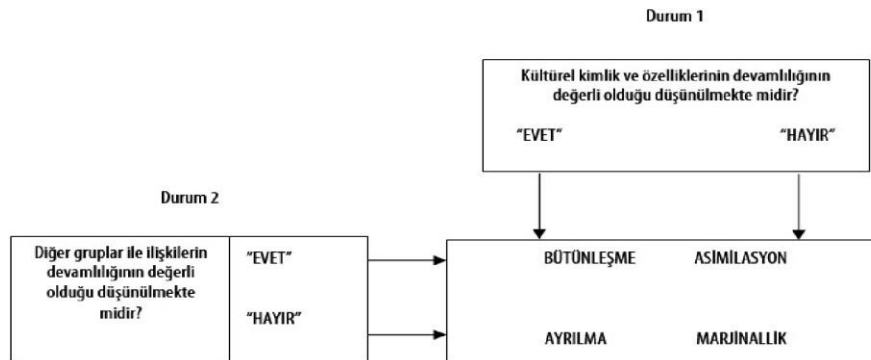 Durum 1
Kültürel kimlik ve özelliklerinin devamlılığının
değerli olduğu düşünülmekte midir?
"EVET" "HAYIR"
Durum 2
Diğer gruplar ile ilişkilerin
devamlılığının değerli
olduğu düşünülmekte
midir?
"EVET"
"HAYIR"
BÜTÜNLEŞME ASİMİLASYON
AYRILMA MARJİNALLİK